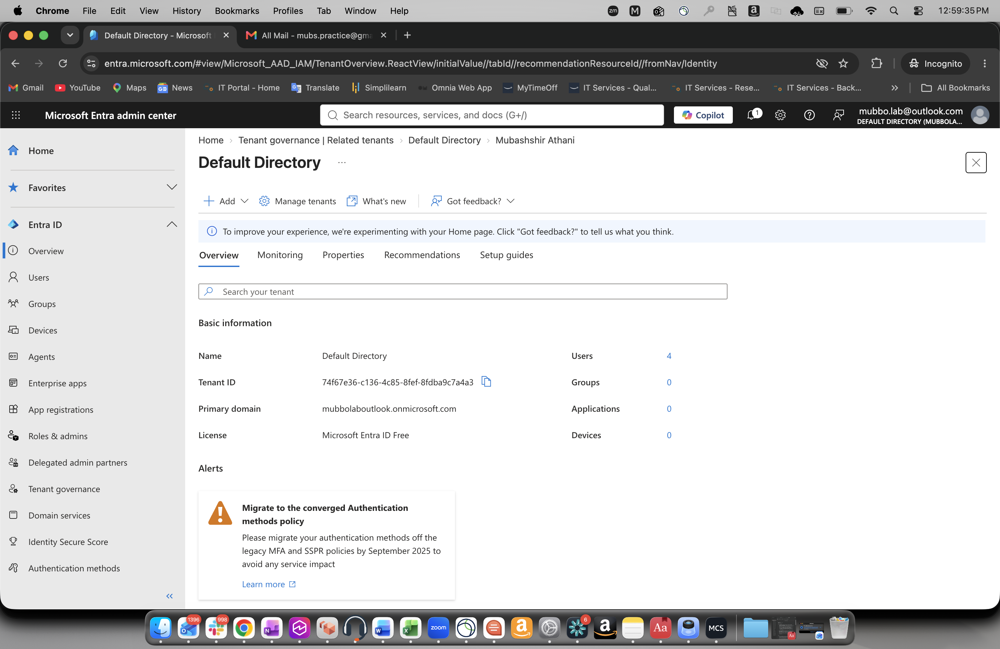 Chrome File Edit View History Bookmarks Profiles Tab Window Help
zm M a 12:59:35 PM
Default Directory - Microsoft
All Mail - mubs.practice@gma
entra.microsoft.com/#view/Microsoft_AAD_IAM/TenantOverview.ReactView/initialValue//tabId//recommendationResourceId//fromNav/Identity
Incognito
Gmail YouTube Maps News IT Portal - Home Translate Simplilearn Omnia Web App MyTimeOff IT Services - Qual... IT Services - Rese... IT Services - Back... All Bookmarks
Microsoft Entra admin center
Search resources, services, and docs (G+/)
Copilot
1
mubbo.lab@outlook.com
DEFAULT DIRECTORY (MUBBOLA...
Home
Favorites
Entra ID
Overview
Users
Groups
Devices
Agents
Enterprise apps
App registrations
Roles & admins
Delegated admin partners
Tenant governance
Domain services
Identity Secure Score
Authentication methods
Home > Tenant governance | Related tenants > Default Directory > Mubashshir Athani
Default Directory ...
Add Manage tenants What's new Got feedback?
To improve your experience, we're experimenting with your Home page. Click "Got feedback?" to tell us what you think.
Overview Monitoring Properties Recommendations Setup guides
Search your tenant
Basic information
Name Default Directory Users 4
Tenant ID 74f67e36-c136-4c85-8fef-8fdba9c7a4a3 Groups 0
Primary domain mubbolaboutlook.onmicrosoft.com Applications 0
License Microsoft Entra ID Free Devices 0
Alerts
Migrate to the converged Authentication
methods policy
Please migrate your authentication methods off the
legacy MFA and SSPR policies by September 2025 to
avoid any service impact
Learn more
1396 998 zoom 6 Aa MCS